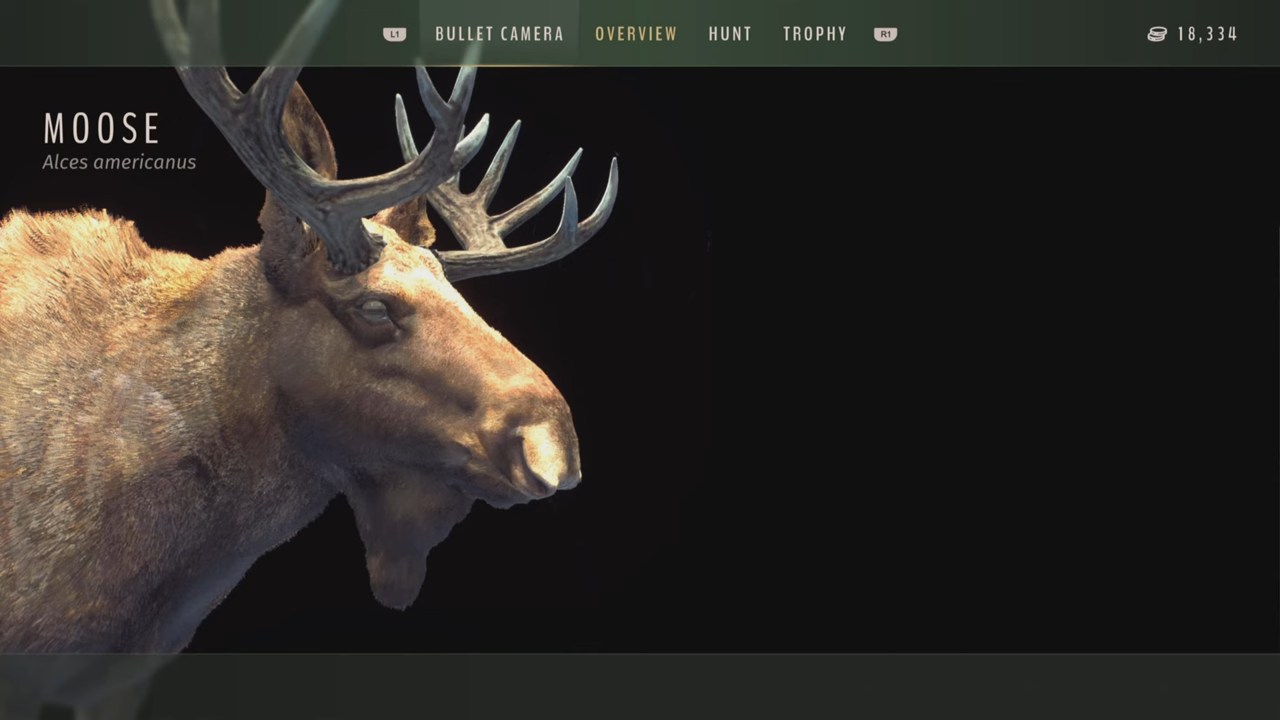 L1 BULLET CAMERA OVERVIEW HUNT TROPHY R1 18,334
MOOSE
Alces americanus